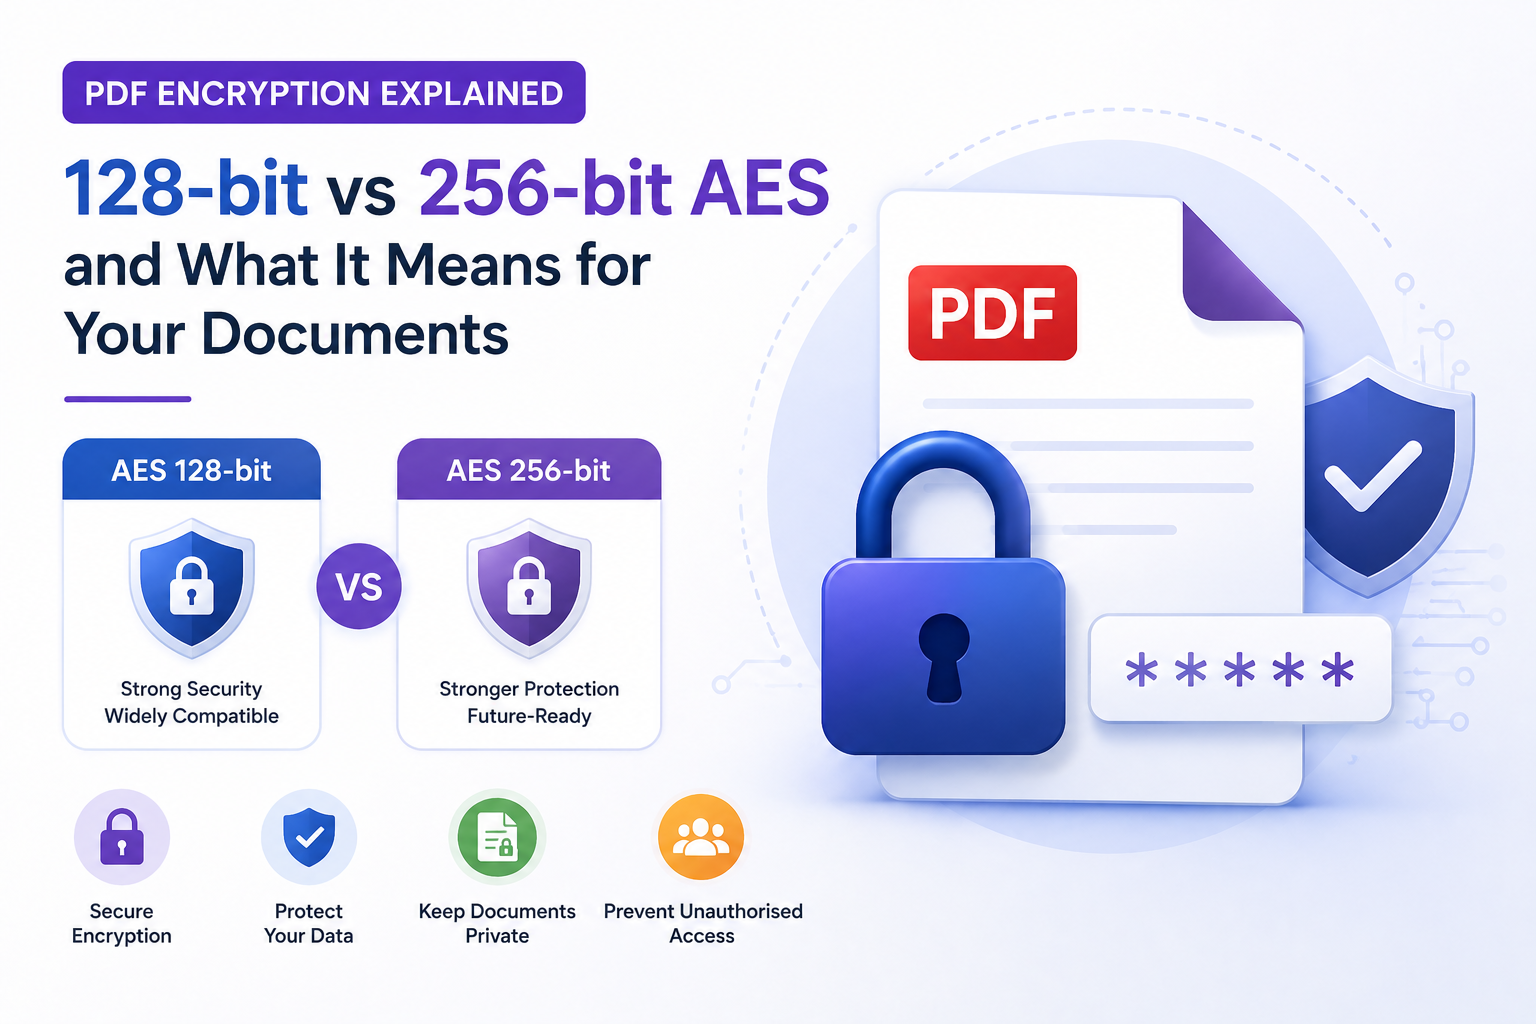 PDF ENCRYPTION EXPLAINED
128-bit vs 256-bit AES
and What It Means for
Your Documents
AES 128-bit
Strong Security
Widely Compatible
VS
AES 256-bit
Stronger Protection
Future-Ready
Secure
Encryption
Protect
Your Data
Keep Documents
Private
Prevent Unauthorised
Access
PDF
*****